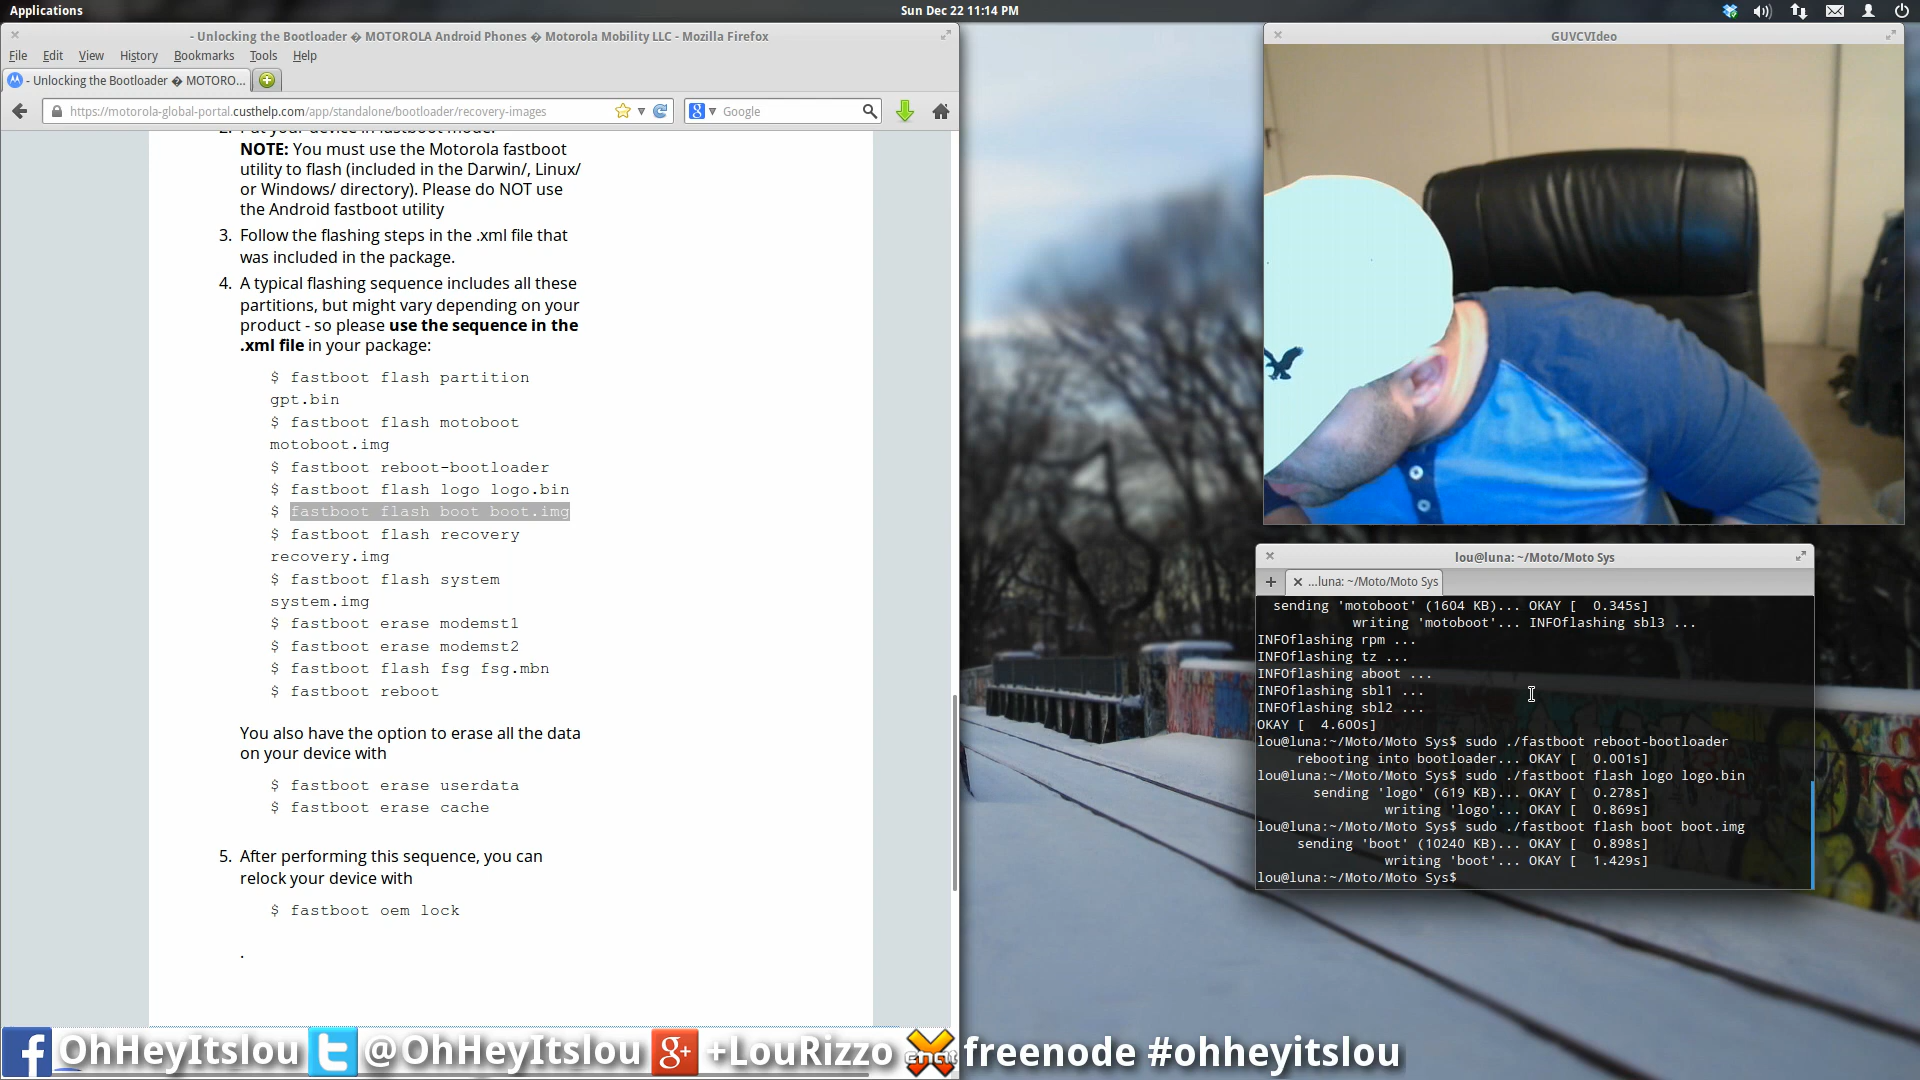 Applications
Sun Dec 22 11:14 PM
- Unlocking the Bootloader � MOTOROLA Android Phones � Motorola Mobility LLC - Mozilla Firefox
File Edit View History Bookmarks Tools Help
- Unlocking the Bootloader � MOTORO...
https://motorola-global-portal.custhelp.com/app/standalone/bootloader/recovery-images
Google
2. Put your device in fastboot mode.
NOTE: You must use the Motorola fastboot
utility to flash (included in the Darwin/, Linux/
or Windows/ directory). Please do NOT use
the Android fastboot utility
3. Follow the flashing steps in the .xml file that
was included in the package.
4. A typical flashing sequence includes all these
partitions, but might vary depending on your
product - so please use the sequence in the
.xml file in your package:
$ fastboot flash partition
gpt.bin
$ fastboot flash motoboot
motoboot.img
$ fastboot reboot-bootloader
$ fastboot flash logo logo.bin
$ fastboot flash boot boot.img
$ fastboot flash recovery
recovery.img
$ fastboot flash system
system.img
$ fastboot erase modemst1
$ fastboot erase modemst2
$ fastboot flash fsg fsg.mbn
$ fastboot reboot
You also have the option to erase all the data
on your device with
$ fastboot erase userdata
$ fastboot erase cache
5. After performing this sequence, you can
relock your device with
$ fastboot oem lock
.
GUVCVIdeo
lou@luna: ~/Moto/Moto Sys
...luna: ~/Moto/Moto Sys
sending 'motoboot' (1604 KB)... OKAY [  0.345s]
writing 'motoboot'... INFOflashing sbl3 ...
INFOflashing rpm ...
INFOflashing tz ...
INFOflashing aboot ...
INFOflashing sbl1 ...
INFOflashing sbl2 ...
OKAY [  4.600s]
lou@luna:~/Moto/Moto Sys$ sudo ./fastboot reboot-bootloader
rebooting into bootloader... OKAY [  0.001s]
lou@luna:~/Moto/Moto Sys$ sudo ./fastboot flash logo logo.bin
sending 'logo' (619 KB)... OKAY [  0.278s]
writing 'logo'... OKAY [  0.869s]
lou@luna:~/Moto/Moto Sys$ sudo ./fastboot flash boot boot.img
sending 'boot' (10240 KB)... OKAY [  0.898s]
writing 'boot'... OKAY [  1.429s]
lou@luna:~/Moto/Moto Sys$
OhHeyItslou @OhHeyItslou +LouRizzo freenode #ohheyitslou